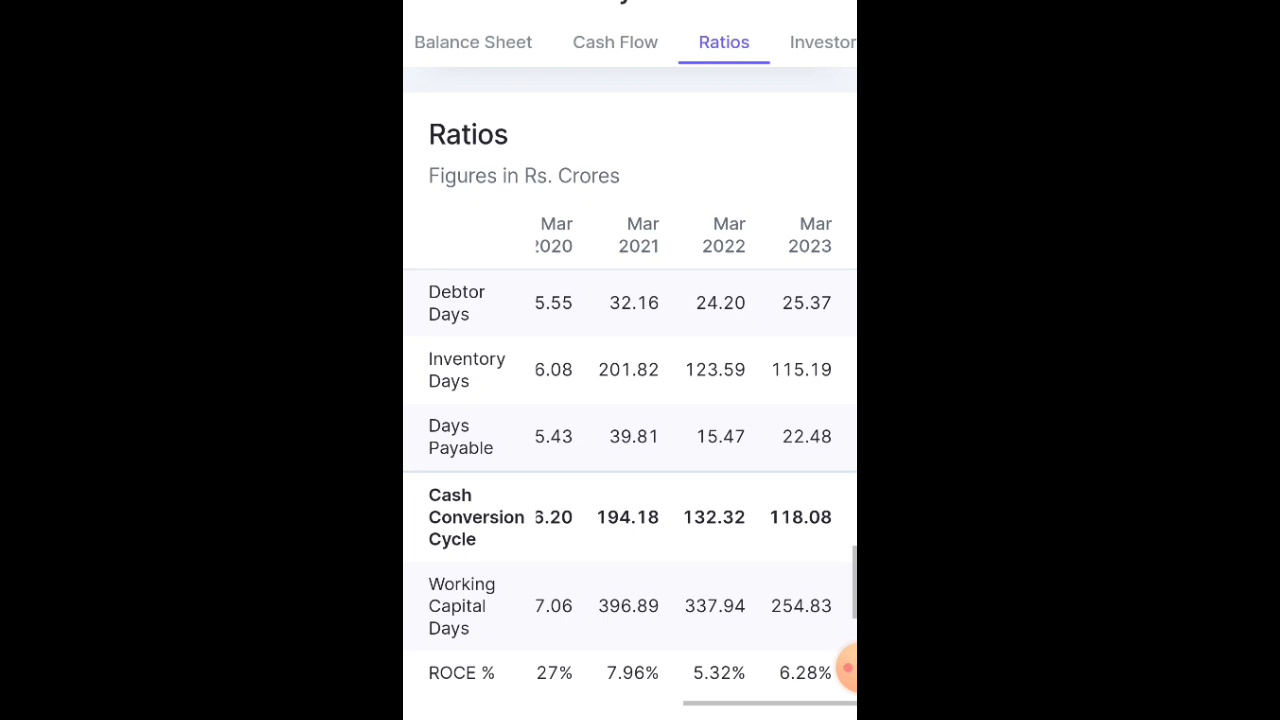 Balance Sheet Cash Flow Ratios Investor
Ratios
Figures in Rs. Crores
Mar Mar Mar Mar
2020 2021 2022 2023
Debtor
Days 5.55 32.16 24.20 25.37
Inventory
Days 6.08 201.82 123.59 115.19
Days
Payable 5.43 39.81 15.47 22.48
Cash
Conversion 6.20 194.18 132.32 118.08
Cycle
Working
Capital 7.06 396.89 337.94 254.83
Days
ROCE % 27% 7.96% 5.32% 6.28%